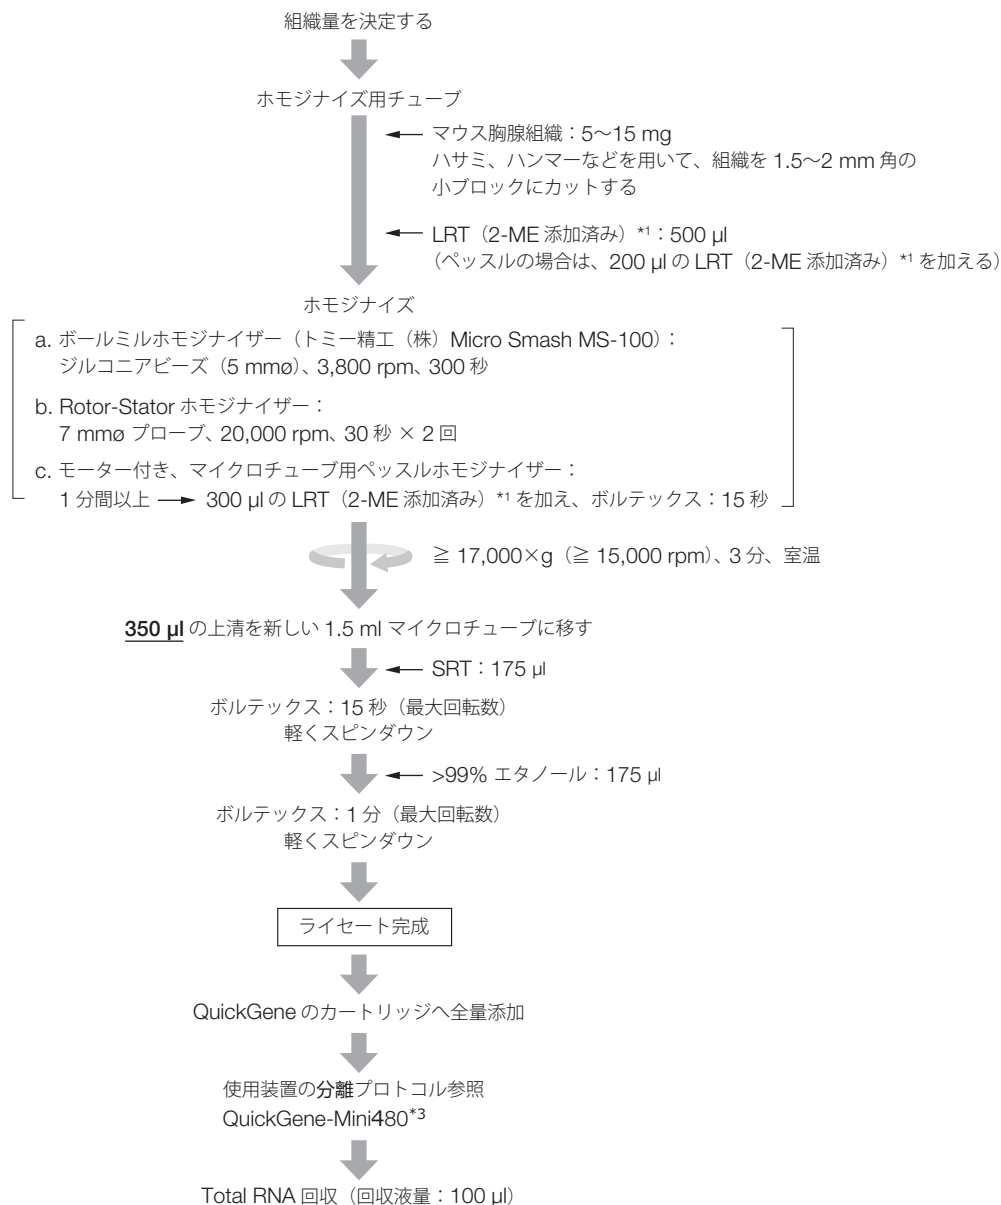 組織量を決定する
ホモジナイズ用チューブ
マウス胸腺組織：5～15 mg
ハサミ、ハンマーなどを用いて、組織を 1.5～2 mm 角の
小ブロックにカットする
LRT（2-ME 添加済み）*1：500 µl
（ペッスルの場合は、200 µl の LRT（2-ME 添加済み）*1 を加える）
ホモジナイズ
a. ボールミルホモジナイザー（トミー精工（株）Micro Smash MS-100）：
ジルコニアビーズ（5 mmø）、3,800 rpm、300 秒
b. Rotor-Stator ホモジナイザー：
7 mmø プローブ、20,000 rpm、30 秒 × 2 回
c. モーター付き、マイクロチューブ用ペッスルホモジナイザー：
1 分間以上 → 300 µl の LRT（2-ME 添加済み）*1 を加え、ボルテックス：15 秒
≧ 17,000×g（≧ 15,000 rpm）、3 分、室温
350 µl の上清を新しい 1.5 ml マイクロチューブに移す
SRT：175 µl
ボルテックス：15 秒（最大回転数）
軽くスピンダウン
>99% エタノール：175 µl
ボルテックス：1 分（最大回転数）
軽くスピンダウン
ライセート完成
QuickGene のカートリッジへ全量添加
使用装置の分離プロトコル参照
QuickGene-Mini480*3
Total RNA 回収（回収液量：100 µl）